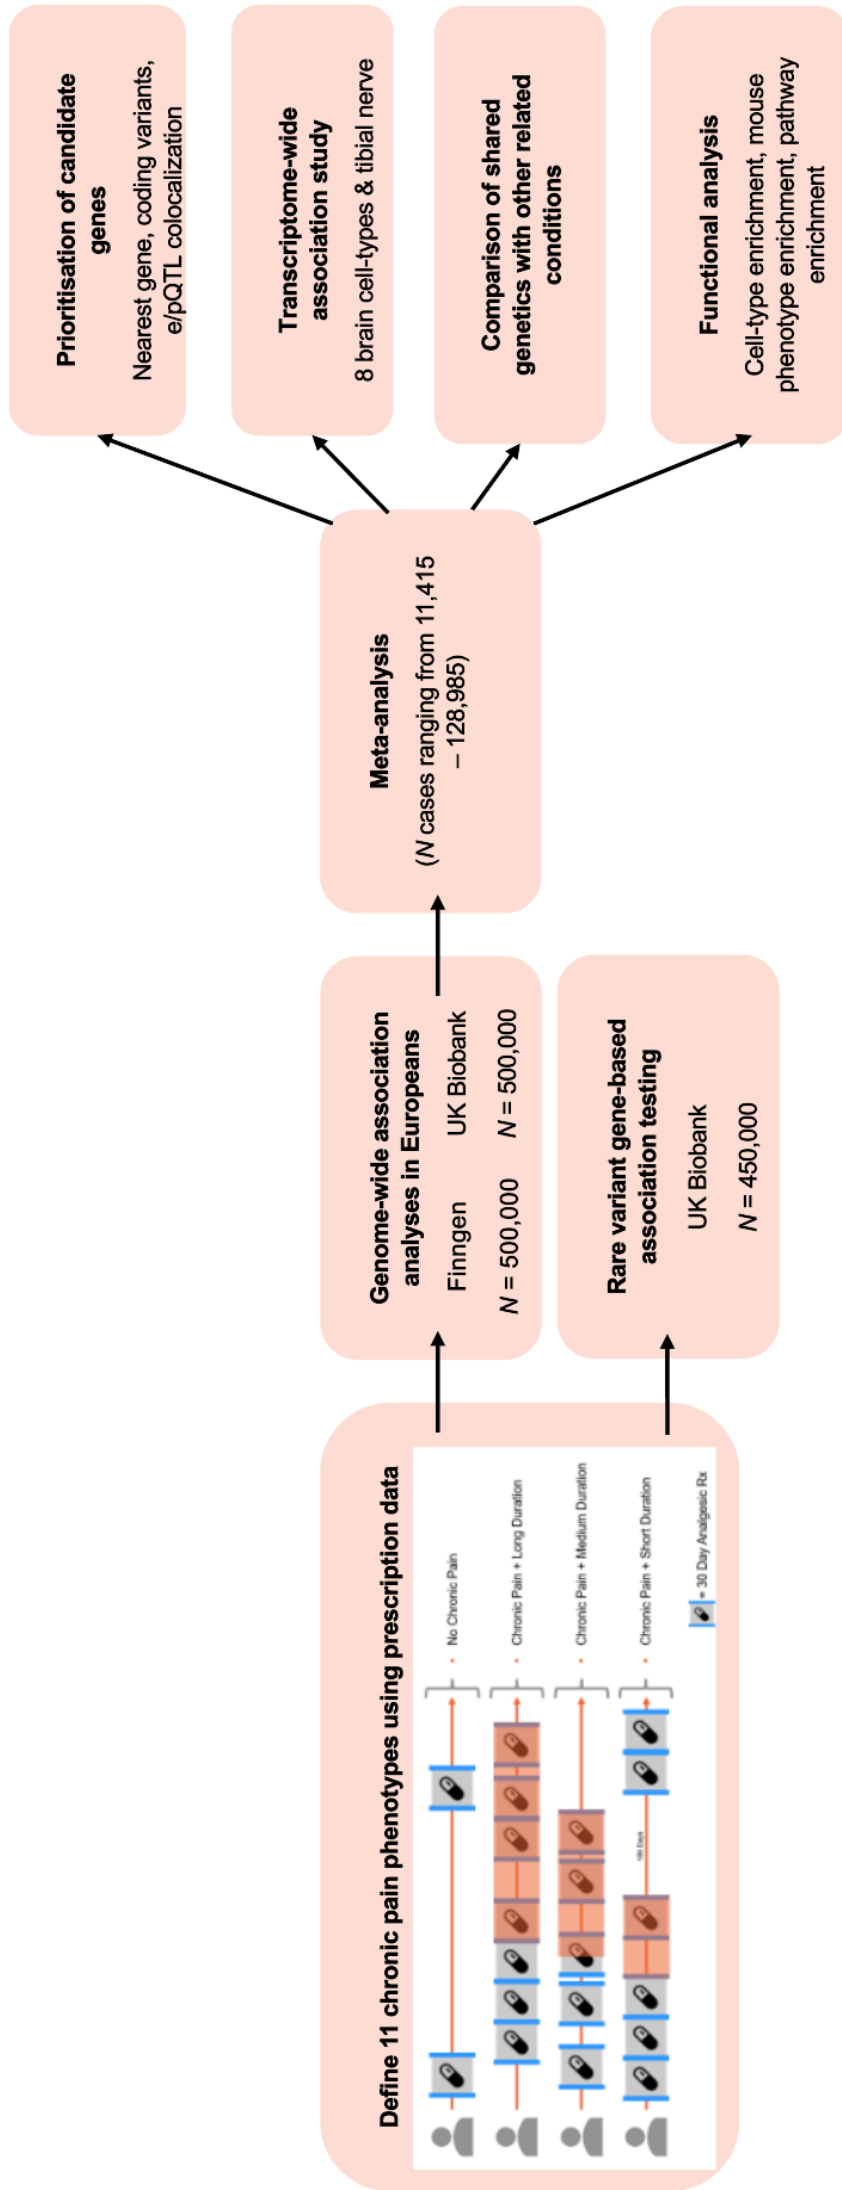 Define 11 chronic pain phenotypes using prescription data
No Chronic Pain
Chronic Pain + Long Duration
Chronic Pain + Medium Duration
100 Days
Chronic Pain + Short Duration
= 30 Day Analgesic Rx
Genome-wide association
analyses in Europeans
Finngen
UK Biobank
N = 500,000
N = 500,000
Rare variant gene-based
association testing
UK Biobank
N = 450,000
Meta-analysis
(N cases ranging from 11,415
– 128,985)
Prioritisation of candidate
genes
Nearest gene, coding variants,
e/pQTL colocalization
Transcriptome-wide
association study
8 brain cell-types & tibial nerve
Comparison of shared
genetics with other related
conditions
Functional analysis
Cell-type enrichment, mouse
phenotype enrichment, pathway
enrichment